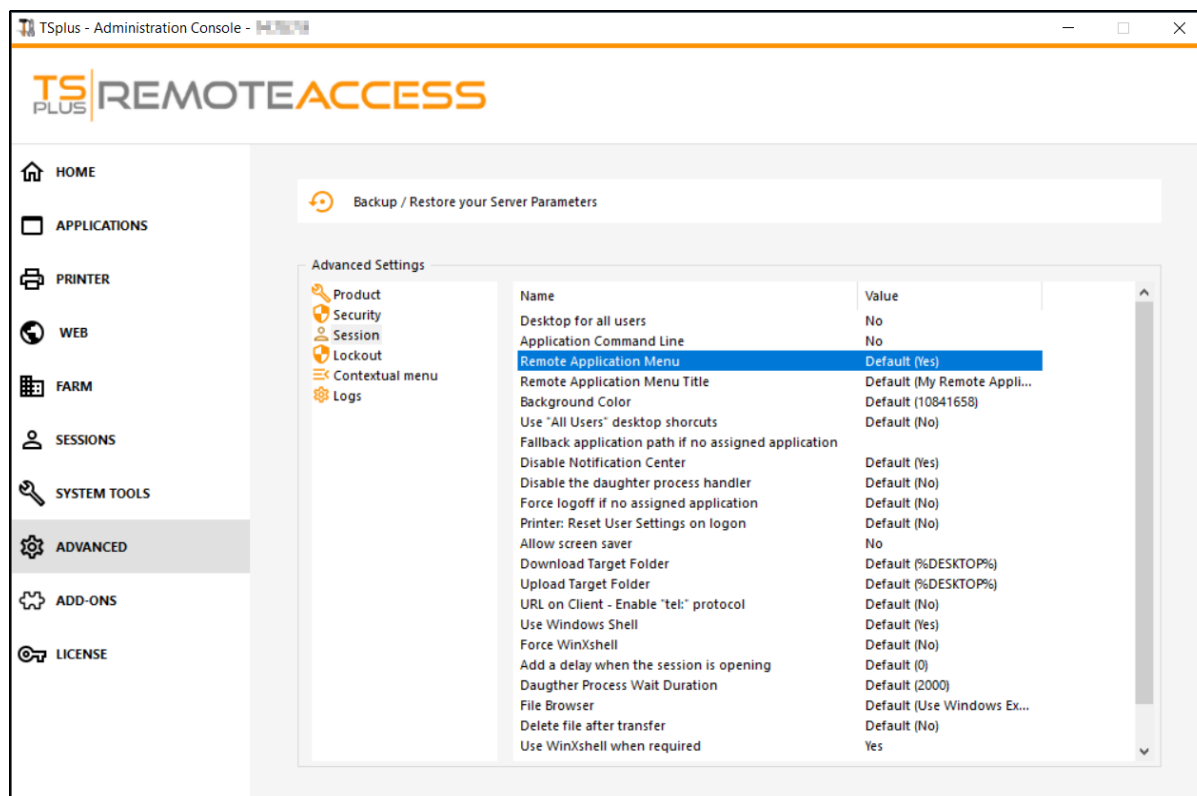 TSplus - Administration Console -
TS PLUS REMOTEACCESS
HOME
APPLICATIONS
PRINTER
WEB
FARM
SESSIONS
SYSTEM TOOLS
ADVANCED
ADD-ONS
LICENSE
Backup / Restore your Server Parameters
Advanced Settings
Product
Security
Session
Lockout
Contextual menu
Logs
Name Value
Desktop for all users No
Application Command Line No
Remote Application Menu Default (Yes)
Remote Application Menu Title Default (My Remote Appli...
Background Color Default (10841658)
Use "All Users" desktop shorcuts Default (No)
Fallback application path if no assigned application
Disable Notification Center Default (Yes)
Disable the daughter process handler Default (No)
Force logoff if no assigned application Default (No)
Printer: Reset User Settings on logon Default (No)
Allow screen saver No
Download Target Folder Default (%DESKTOP%)
Upload Target Folder Default (%DESKTOP%)
URL on Client - Enable "tel:" protocol Default (No)
Use Windows Shell Default (Yes)
Force WinXshell Default (No)
Add a delay when the session is opening Default (0)
Daugther Process Wait Duration Default (2000)
File Browser Default (Use Windows Ex...
Delete file after transfer Default (No)
Use WinXshell when required Yes